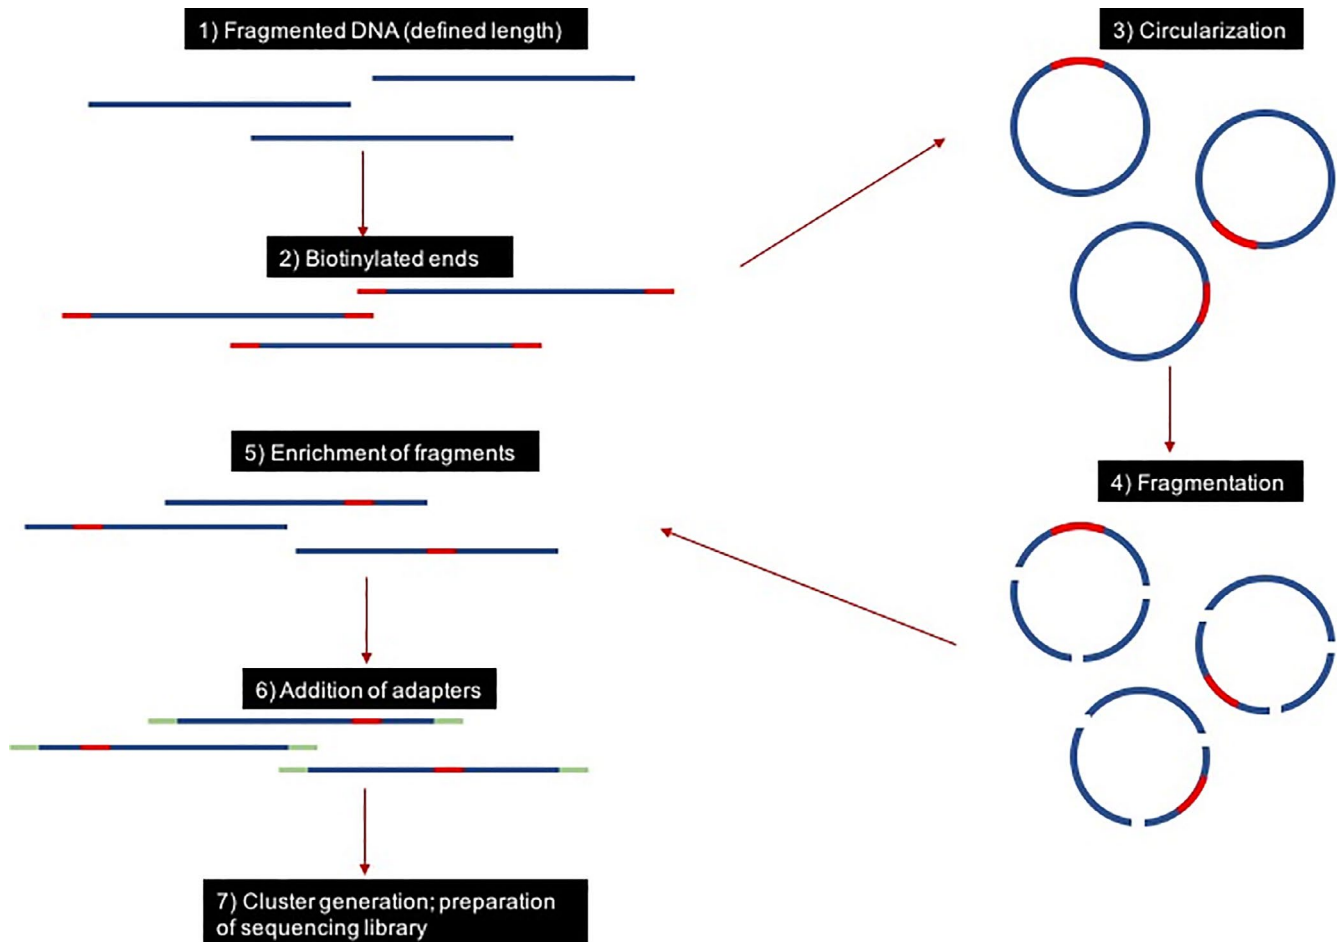 1) Fragmented DNA (defined length)
2) Biotinylated ends
3) Circularization
4) Fragmentation
5) Enrichment of fragments
6) Addition of adapters
7) Cluster generation; preparation
of sequencing library